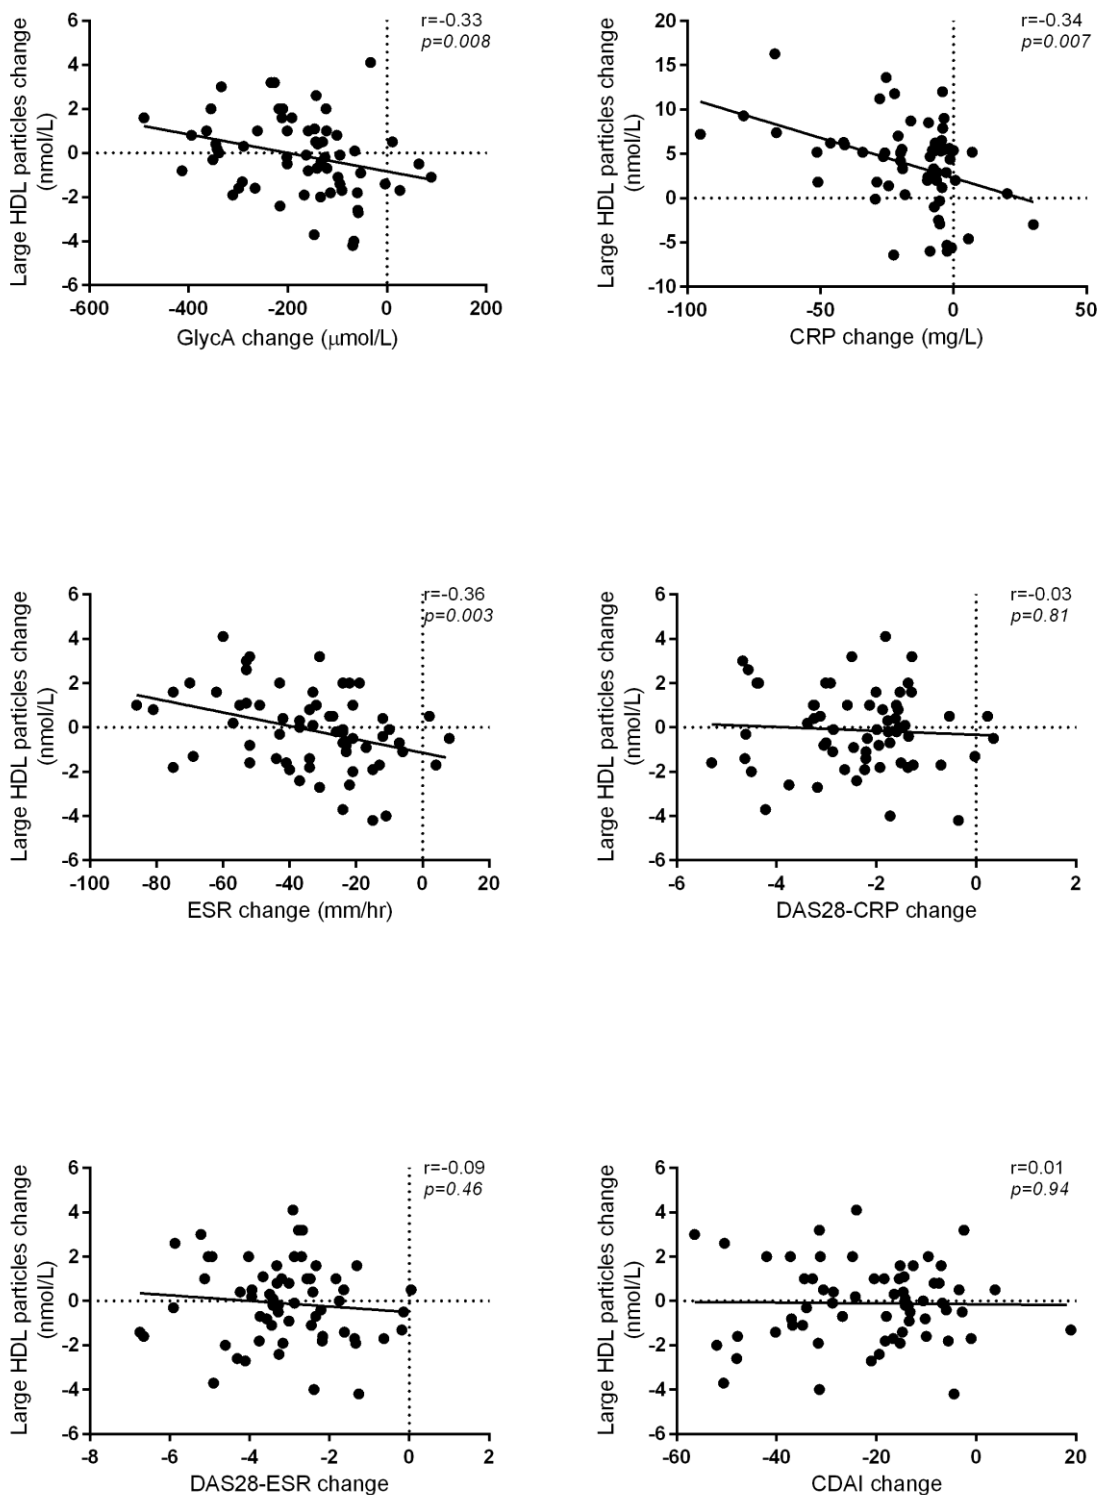 r=-0.33
p=0.008
Large HDL particles change
(nmol/L)
6
4
2
0
-2
-4
-6
-600
-400
-200
0
200
GlycA change (μmol/L)
r=-0.34
p=0.007
Large HDL particles change
(nmol/L)
20
15
10
5
0
-5
-10
-100
-50
0
50
CRP change (mg/L)
r=-0.36
p=0.003
Large HDL particles change
(nmol/L)
6
4
2
0
-2
-4
-6
-100
-80
-60
-40
-20
0
20
ESR change (mm/hr)
r=-0.03
p=0.81
Large HDL particles change
(nmol/L)
6
4
2
0
-2
-4
-6
-6
-4
-2
0
2
DAS28-CRP change
r=-0.09
p=0.46
Large HDL particles change
(nmol/L)
6
4
2
0
-2
-4
-6
-8
-6
-4
-2
0
2
DAS28-ESR change
r=0.01
p=0.94
Large HDL particles change
(nmol/L)
6
4
2
0
-2
-4
-6
-60
-40
-20
0
20
CDAI change